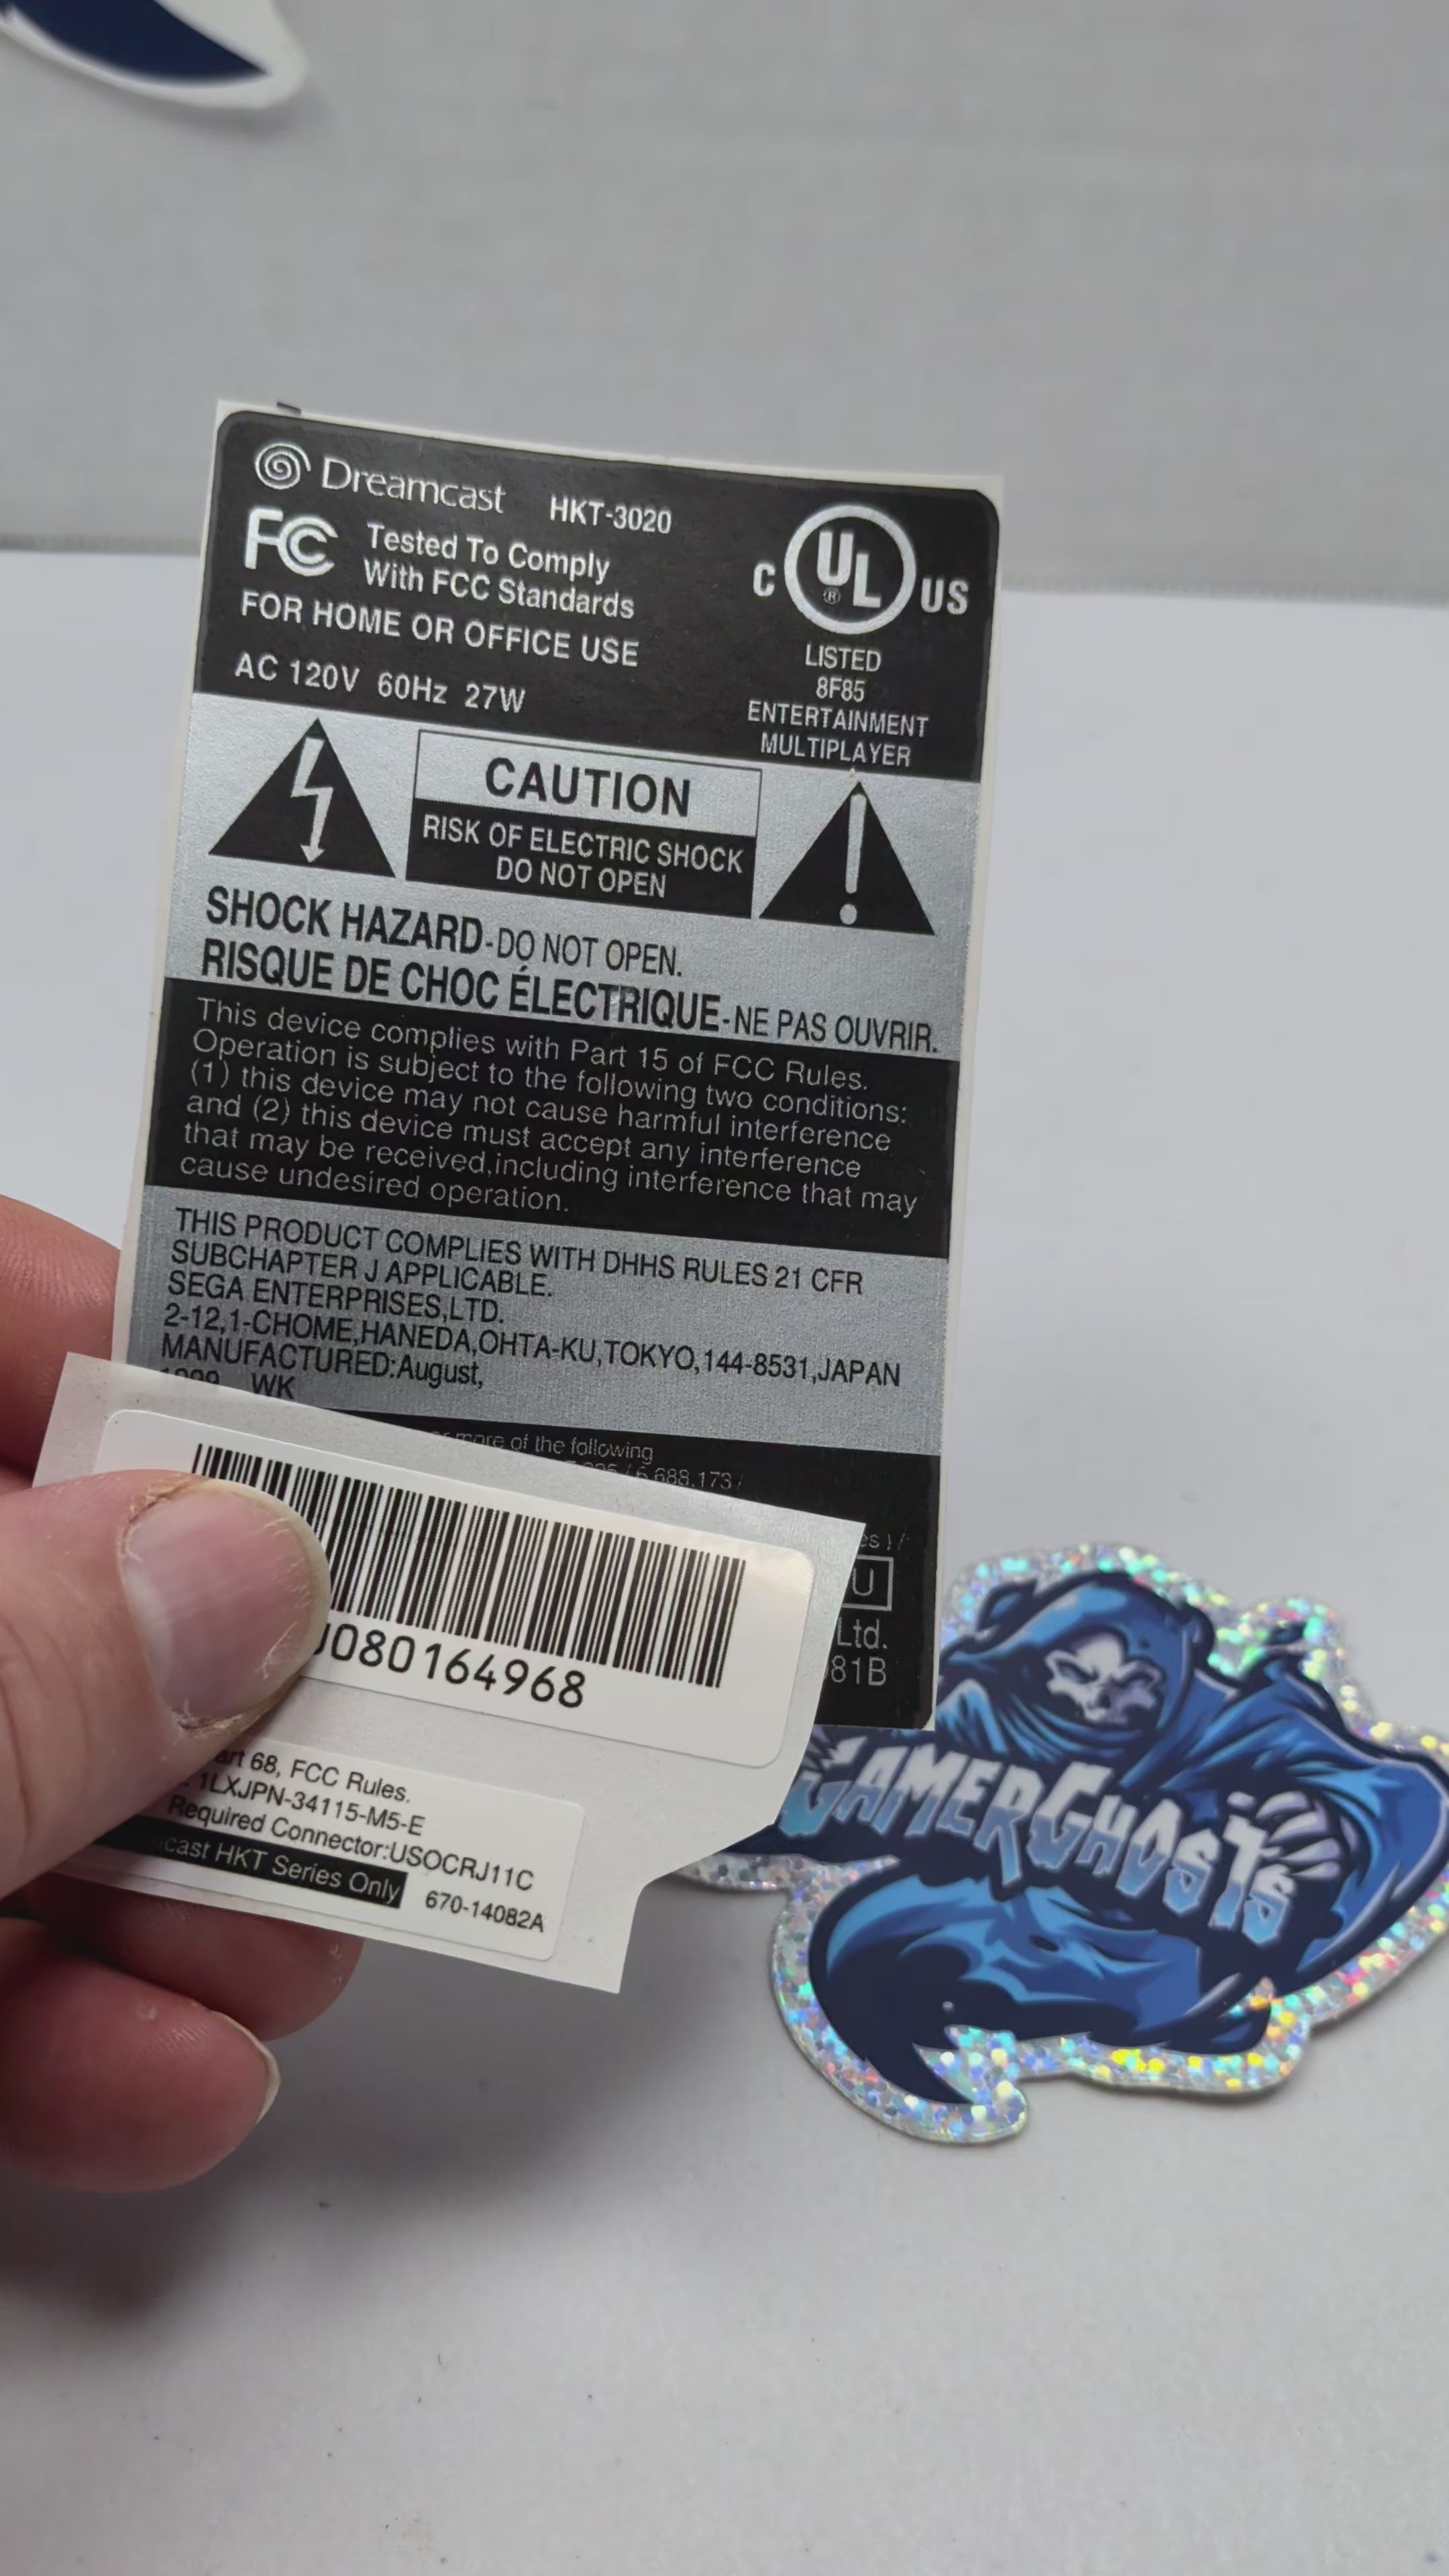 Dreamcast HKT-3020
FC Tested To Comply
With FCC Standards
FOR HOME OR OFFICE USE
AC 120V 60Hz 27W
C UL ® US
LISTED
8F85
ENTERTAINMENT
MULTIPLAYER
CAUTION
RISK OF ELECTRIC SHOCK
DO NOT OPEN
SHOCK HAZARD-DO NOT OPEN.
RISQUE DE CHOC ÉLECTRIQUE-NE PAS OUVRIR.
This device complies with Part 15 of FCC Rules.
Operation is subject to the following two conditions:
(1) this device may not cause harmful interference
and (2) this device must accept any interference
that may be received,including interference that may
cause undesired operation.
THIS PRODUCT COMPLIES WITH DHHS RULES 21 CFR
SUBCHAPTER J APPLICABLE.
SEGA ENTERPRISES,LTD.
2-12,1-CHOME,HANEDA,OHTA-KU,TOKYO,144-8531,JAPAN
MANUFACTURED:August,
WK
more of the following
688.173/
U
Ltd.
81B
080164968
68, FCC Rules.
1LXJPN-34115-M5-E
Required Connector:USOCRJ11C
cast HKT Series Only 670-14082A
GAMERGHOSTS